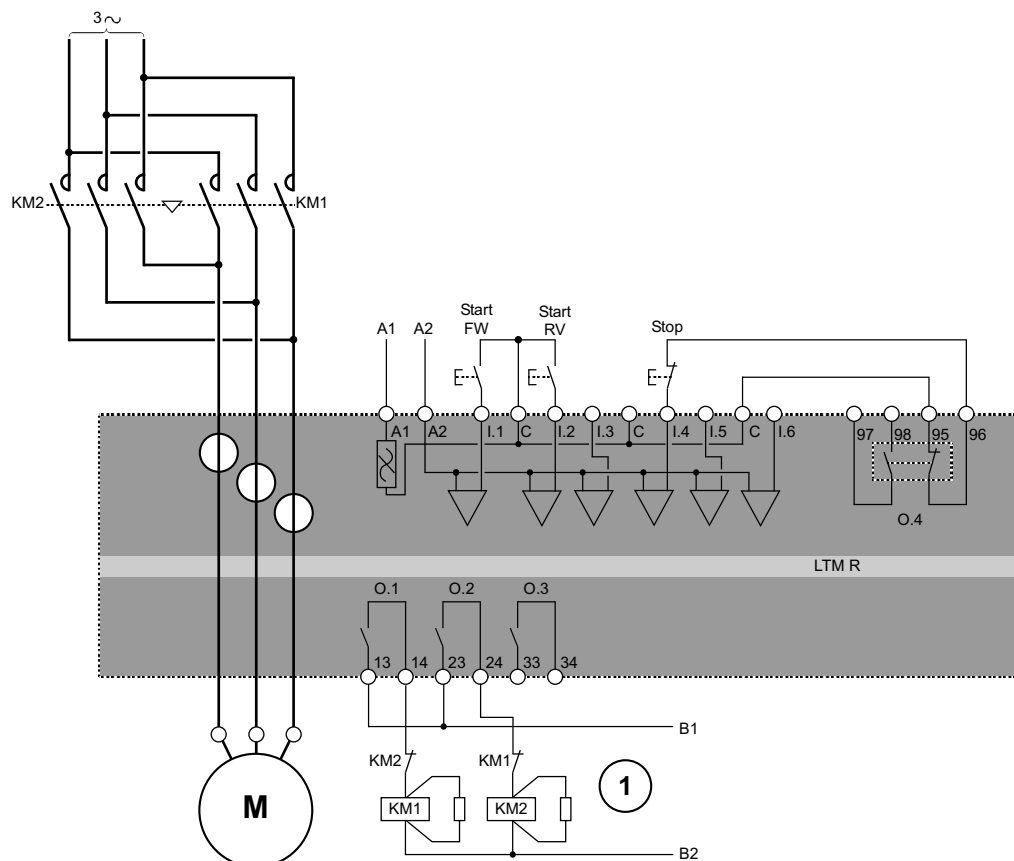 3
KM2 KM1
Start FW
Start RV
Stop
A1 A2
A1 A2 I.1 C I.2 I.3 C I.4 I.5 C I.6 97 98 95 96
O.4
LTM R
O.1 O.2 O.3
13 14 23 24 33 34
B1
KM2 KM1
1
M
KM1 KM2
B2